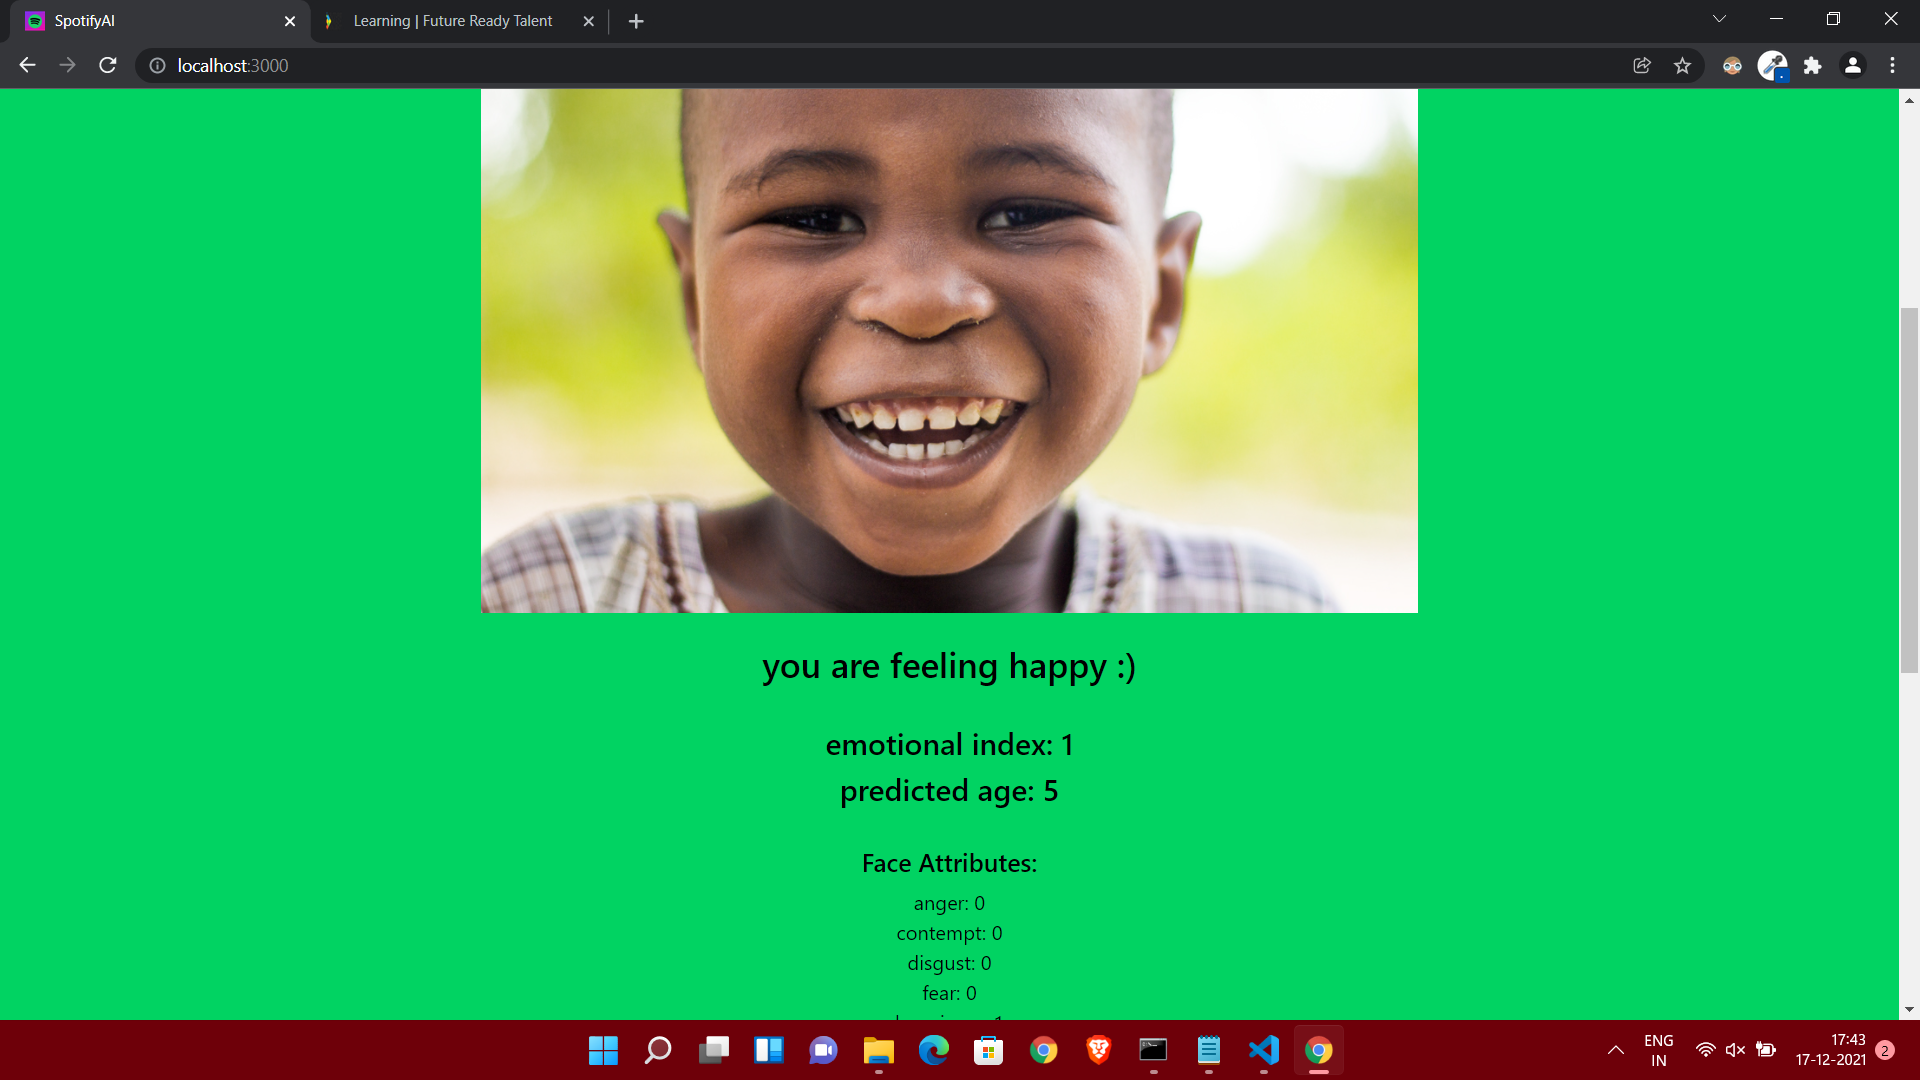 SpotifyAI
Learning | Future Ready Talent
localhost:3000
you are feeling happy :)
emotional index: 1
predicted age: 5
Face Attributes:
anger: 0
contempt: 0
disgust: 0
fear: 0
ENG
IN
17:43
17-12-2021
2